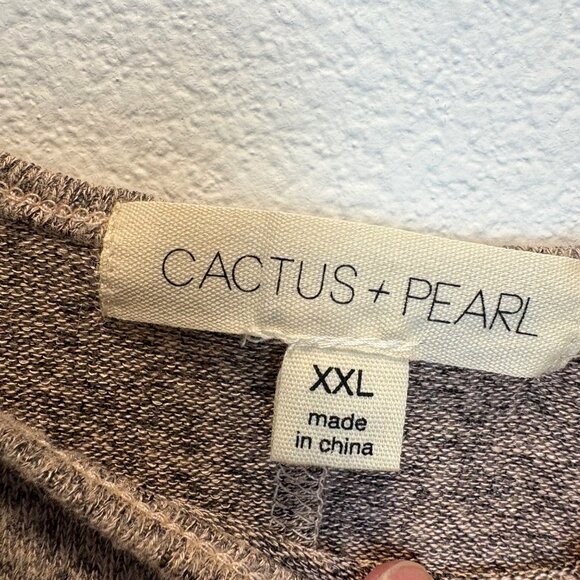 CACTUS + PEARL
XXL
made
in china